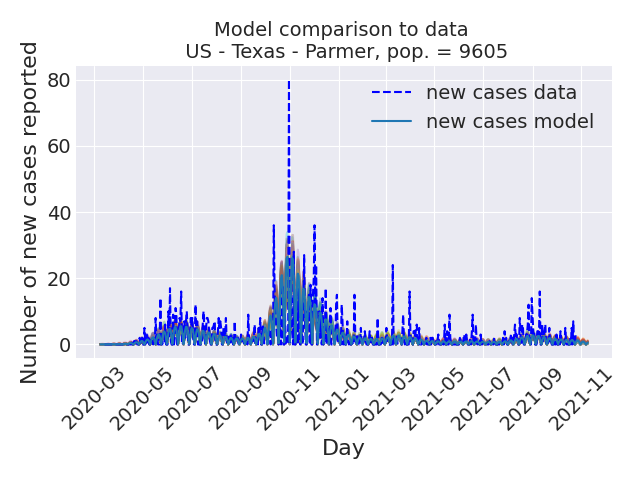 Model comparison to data
US - Texas - Parmer, pop. = 9605
new cases data
new cases model
Number of new cases reported
80
60
40
20
0
2020-03
2020-05
2020-07
2020-09
2020-11
2021-01
2021-03
2021-05
2021-07
2021-09
2021-11
Day